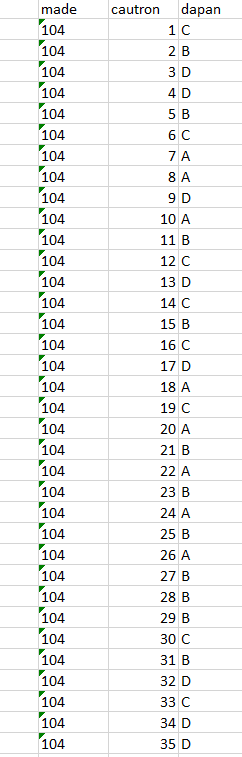 made cautron dapan
104 1 C
104 2 B
104 3 D
104 4 D
104 5 B
104 6 C
104 7 A
104 8 A
104 9 D
104 10 A
104 11 B
104 12 C
104 13 D
104 14 C
104 15 B
104 16 C
104 17 D
104 18 A
104 19 C
104 20 A
104 21 B
104 22 A
104 23 B
104 24 A
104 25 B
104 26 A
104 27 B
104 28 B
104 29 B
104 30 C
104 31 B
104 32 D
104 33 C
104 34 D
104 35 D